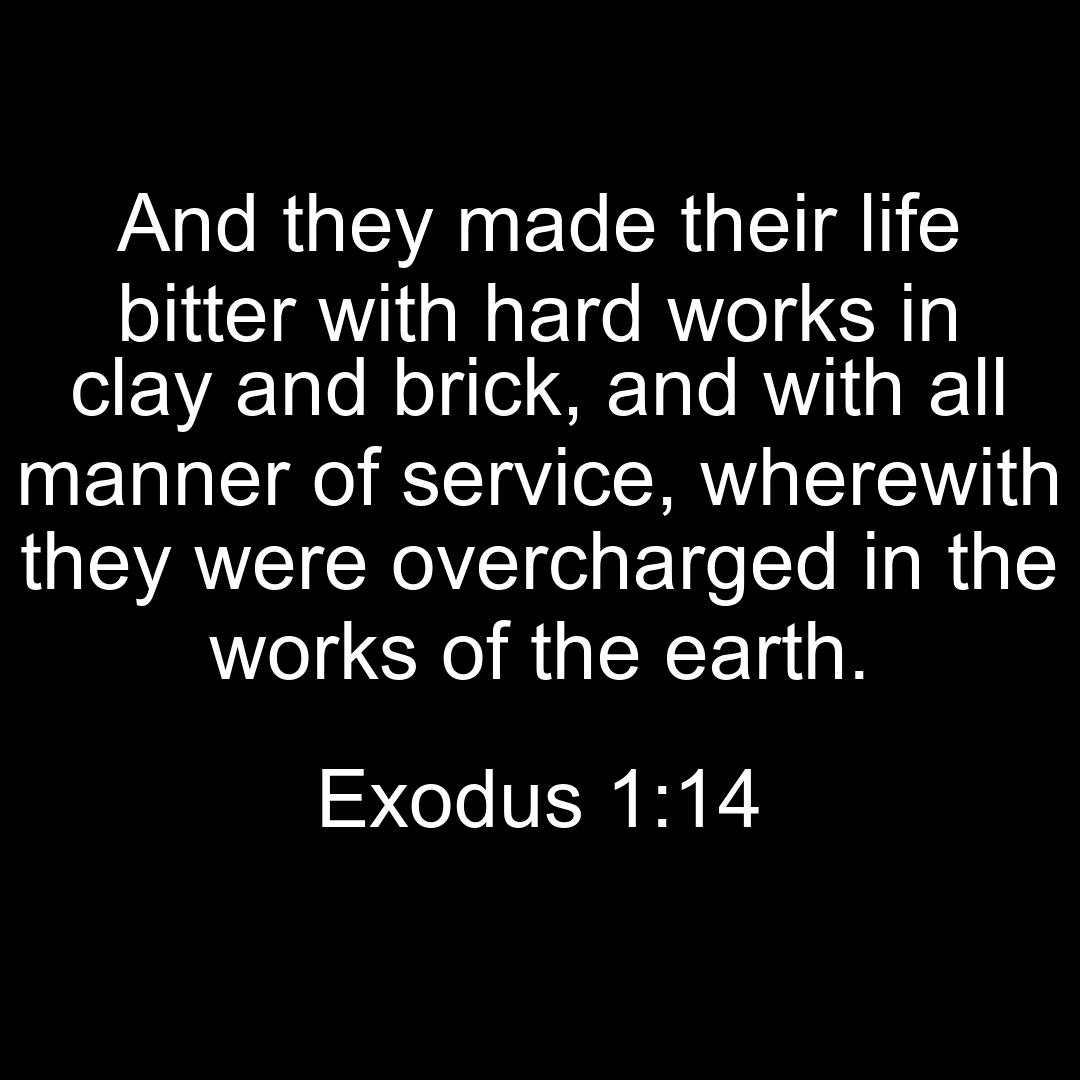 And they made their life
bitter with hard works in
clay and brick, and with all
manner of service, wherewith
they were overcharged in the
works of the earth.
Exodus 1:14